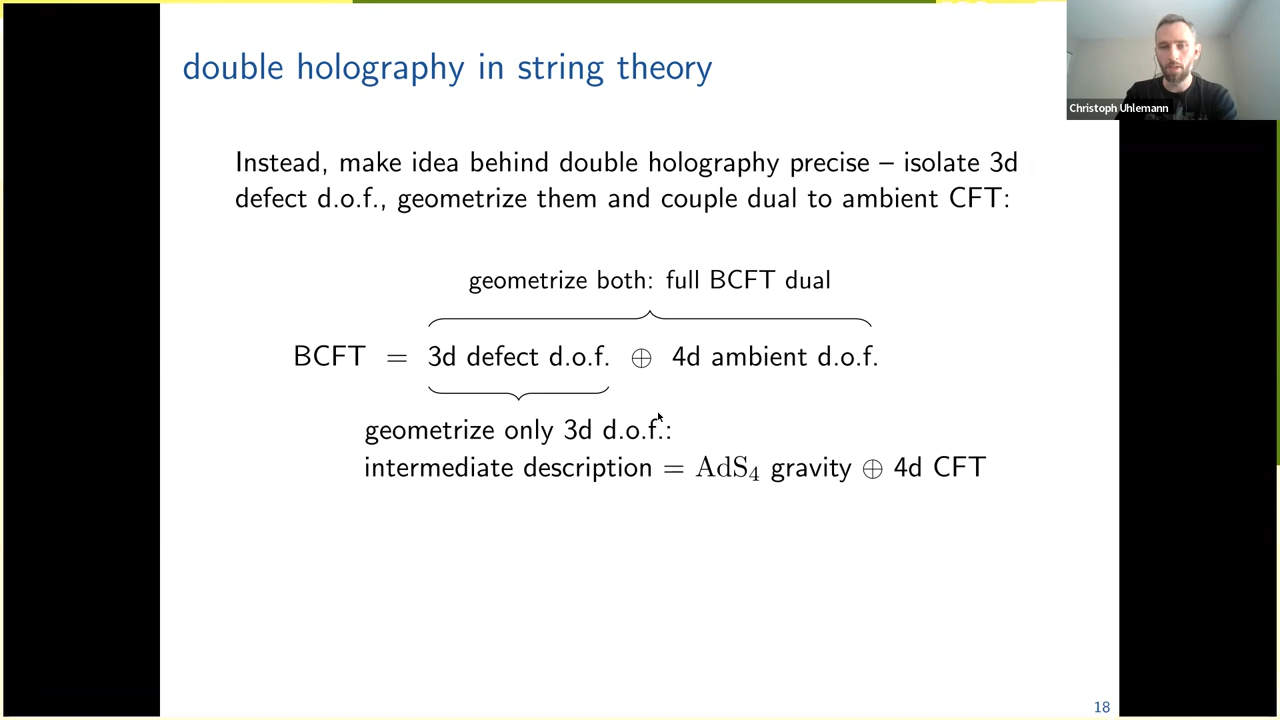 double holography in string theory
Christoph Uhlemann
Instead, make idea behind double holography precise – isolate 3d
defect d.o.f., geometrize them and couple dual to ambient CFT:
geometrize both: full BCFT dual
BCFT = 3d defect d.o.f. ⊕ 4d ambient d.o.f.
geometrize only 3d d.o.f.:
intermediate description = AdS₄ gravity ⊕ 4d CFT
18